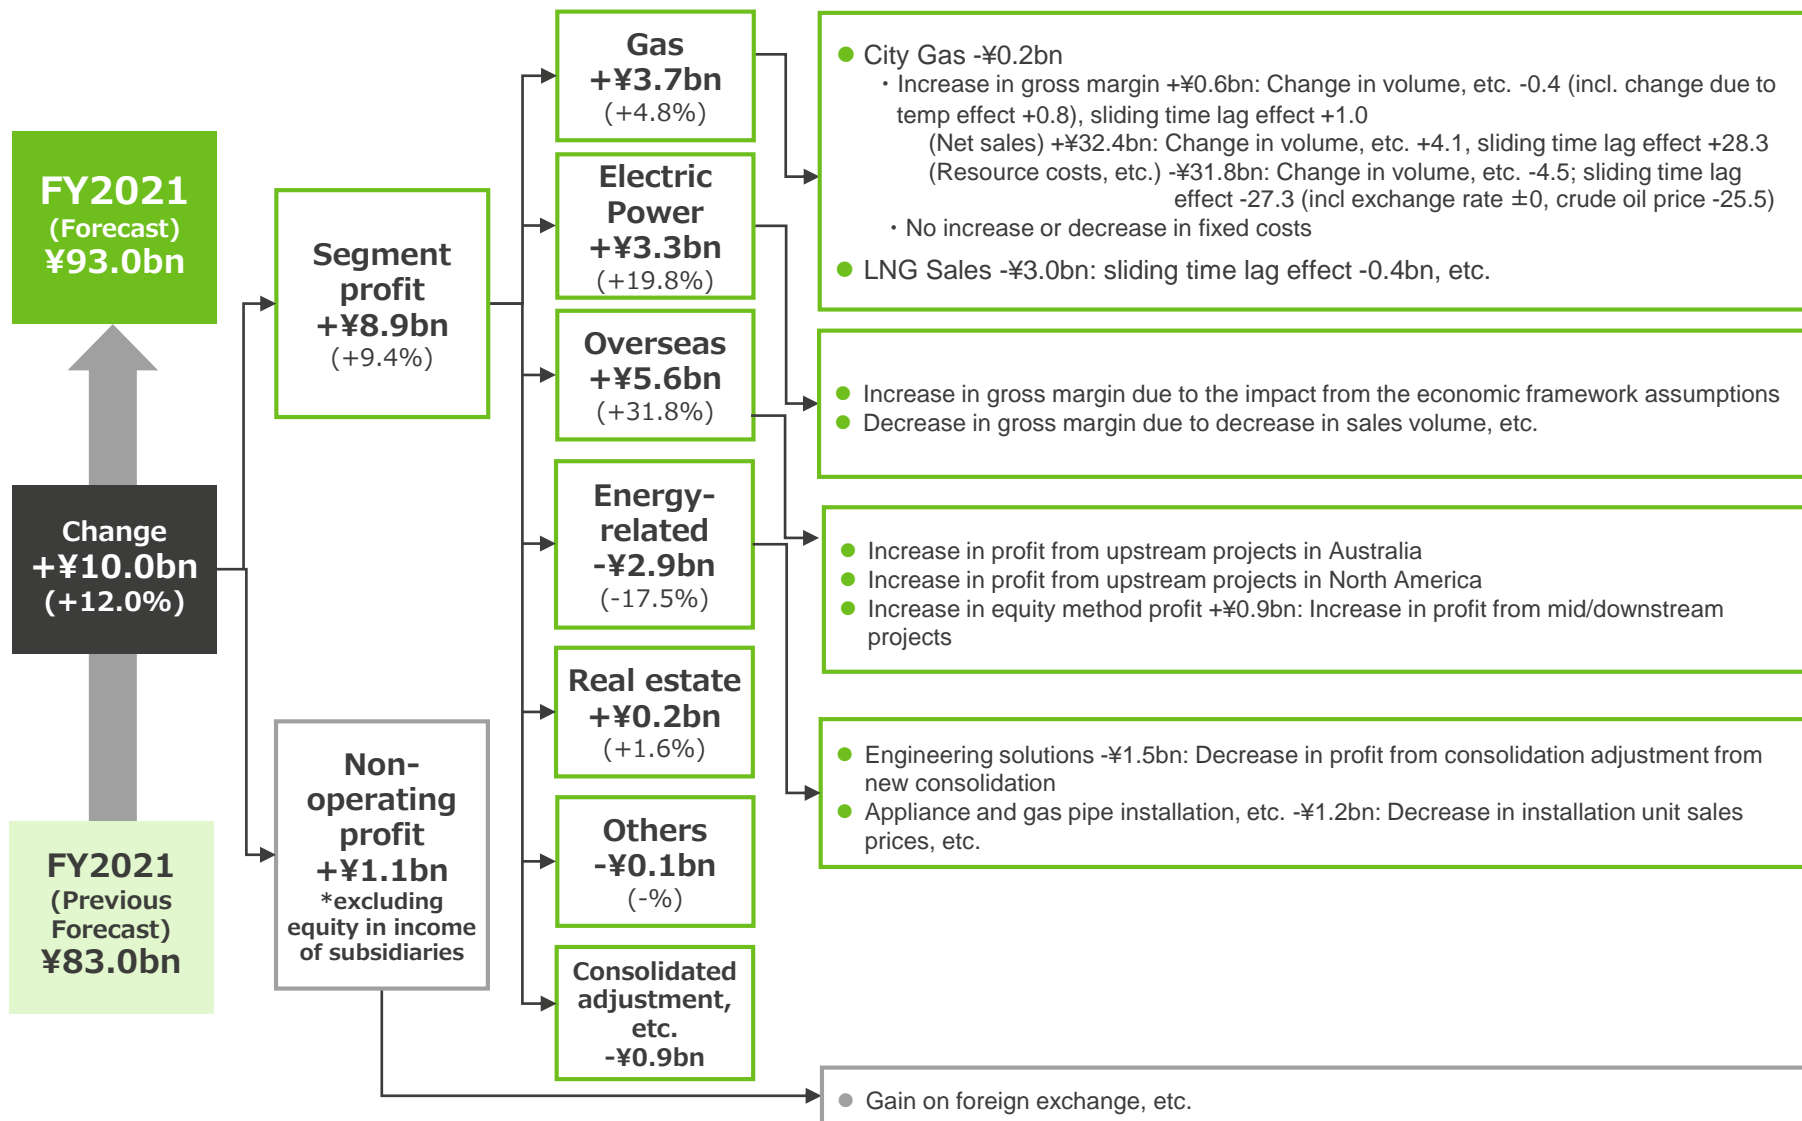 FY2021
(Forecast)
¥93.0bn
Change
+¥10.0bn
(+12.0%)
FY2021
(Previous
Forecast)
¥83.0bn
Segment
profit
+¥8.9bn
(+9.4%)
Non-
operating
profit
+¥1.1bn
*excluding
equity in income
of subsidiaries
Gas
+¥3.7bn
(+4.8%)
Electric
Power
+¥3.3bn
(+19.8%)
Overseas
+¥5.6bn
(+31.8%)
Energy-
related
-¥2.9bn
(-17.5%)
Real estate
+¥0.2bn
(+1.6%)
Others
-¥0.1bn
(-%)
Consolidated
adjustment,
etc.
-¥0.9bn
● City Gas -¥0.2bn
・Increase in gross margin +¥0.6bn: Change in volume, etc. -0.4 (incl. change due to
temp effect +0.8), sliding time lag effect +1.0
(Net sales) +¥32.4bn: Change in volume, etc. +4.1, sliding time lag effect +28.3
(Resource costs, etc.) -¥31.8bn: Change in volume, etc. -4.5; sliding time lag
effect -27.3 (incl exchange rate ±0, crude oil price -25.5)
・No increase or decrease in fixed costs
● LNG Sales -¥3.0bn: sliding time lag effect -0.4bn, etc.
● Increase in gross margin due to the impact from the economic framework assumptions
● Decrease in gross margin due to decrease in sales volume, etc.
● Increase in profit from upstream projects in Australia
● Increase in profit from upstream projects in North America
● Increase in equity method profit +¥0.9bn: Increase in profit from mid/downstream
projects
● Engineering solutions -¥1.5bn: Decrease in profit from consolidation adjustment from
new consolidation
● Appliance and gas pipe installation, etc. -¥1.2bn: Decrease in installation unit sales
prices, etc.
● Gain on foreign exchange, etc.